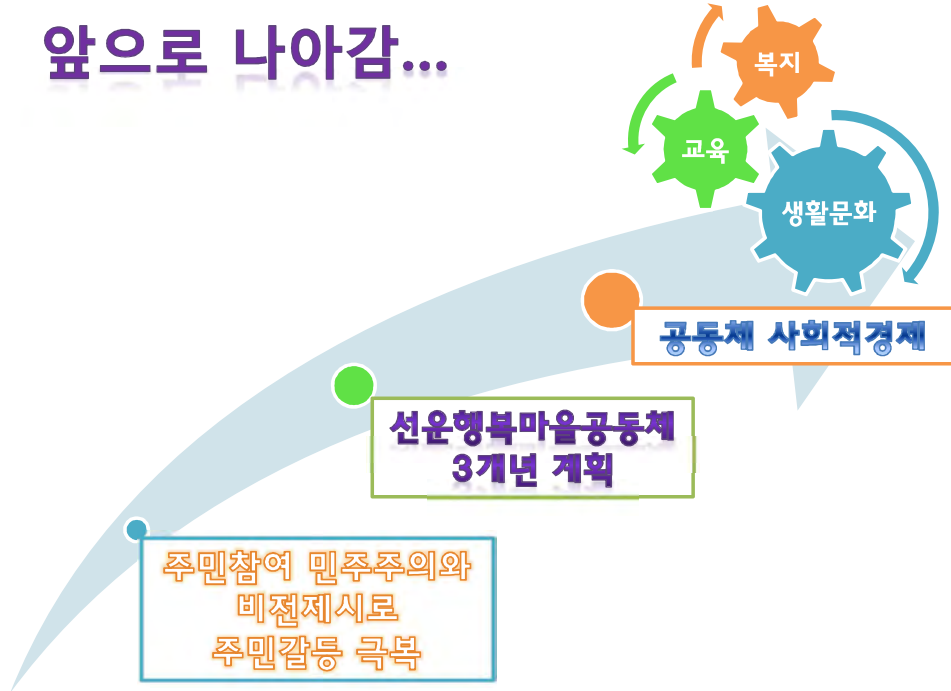 앞으로 나아감...
복지
교육
생활문화
공동체 사회적경제
선운행복마을공동체
3개년 계획
주민참여 민주주의와
비전제시로
주민갈등 극복